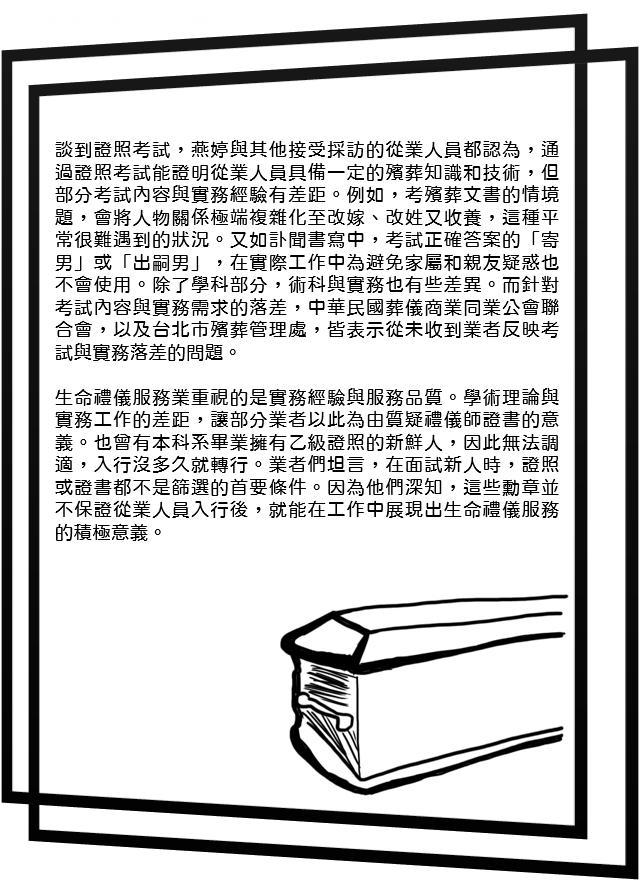 談到證照考試，燕婷與其他接受採訪的從業人員都認為，通
過證照考試能證明從業人員具備一定的殯葬知識和技術，但
部分考試內容與實務經驗有差距。例如，考殯葬文書的情境
題，會將人物關係極端複雜化至改嫁、改姓又收養，這種平
常很難遇到的狀況。又如訃聞書寫中，考試正確答案的「寄
男」或「出嗣男」，在實際工作中為避免家屬和親友疑惑也
不會使用。除了學科部分，術科與實務也有些差異。而針對
考試內容與實務需求的落差，中華民國葬儀商業同業公會聯
合會，以及台北市殯葬管理處，皆表示從未收到業者反映考
試與實務落差的問題。
生命禮儀服務業重視的是實務經驗與服務品質。學術理論與
實務工作的差距，讓部分業者以此為由質疑禮儀師證書的意
義。也曾有本科系畢業擁有乙級證照的新鮮人，因此無法調
適，入行沒多久就轉行。業者們坦言，在面試新人時，證照
或證書都不是篩選的首要條件。因為他們深知，這些勳章並
不保證從業人員入行後，就能在工作中展現出生命禮儀服務
的積極意義。